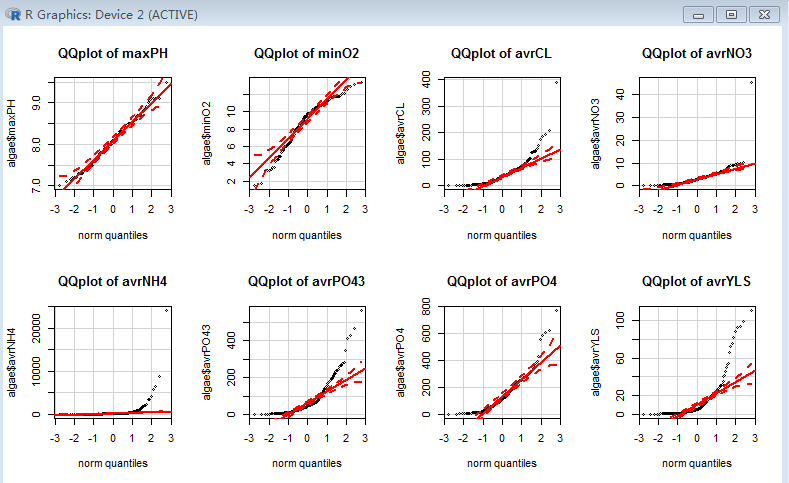 R Graphics: Device 2 (ACTIVE)
QQplot of maxPH
QQplot of minO2
QQplot of avrCL
QQplot of avrNO3
algae$maxPH
7.0 8.0 9.0
-3 -2 -1 0 1 2 3
norm quantiles
algae$minO2
2 4 6 8 10
-3 -2 -1 0 1 2 3
norm quantiles
algae$avrCL
0 100 200 300 400
-3 -2 -1 0 1 2 3
norm quantiles
algae$avrNO3
0 10 20 30 40
-3 -2 -1 0 1 2 3
norm quantiles
QQplot of avrNH4
QQplot of avrPO43
QQplot of avrPO4
QQplot of avrYLS
algae$avrNH4
0 10000 20000
-3 -2 -1 0 1 2 3
norm quantiles
algae$avrPO43
0 200 400
-3 -2 -1 0 1 2 3
norm quantiles
algae$avrPO4
0 200 400 600 800
-3 -2 -1 0 1 2 3
norm quantiles
algae$avrYLS
0 20 60 100
-3 -2 -1 0 1 2 3
norm quantiles